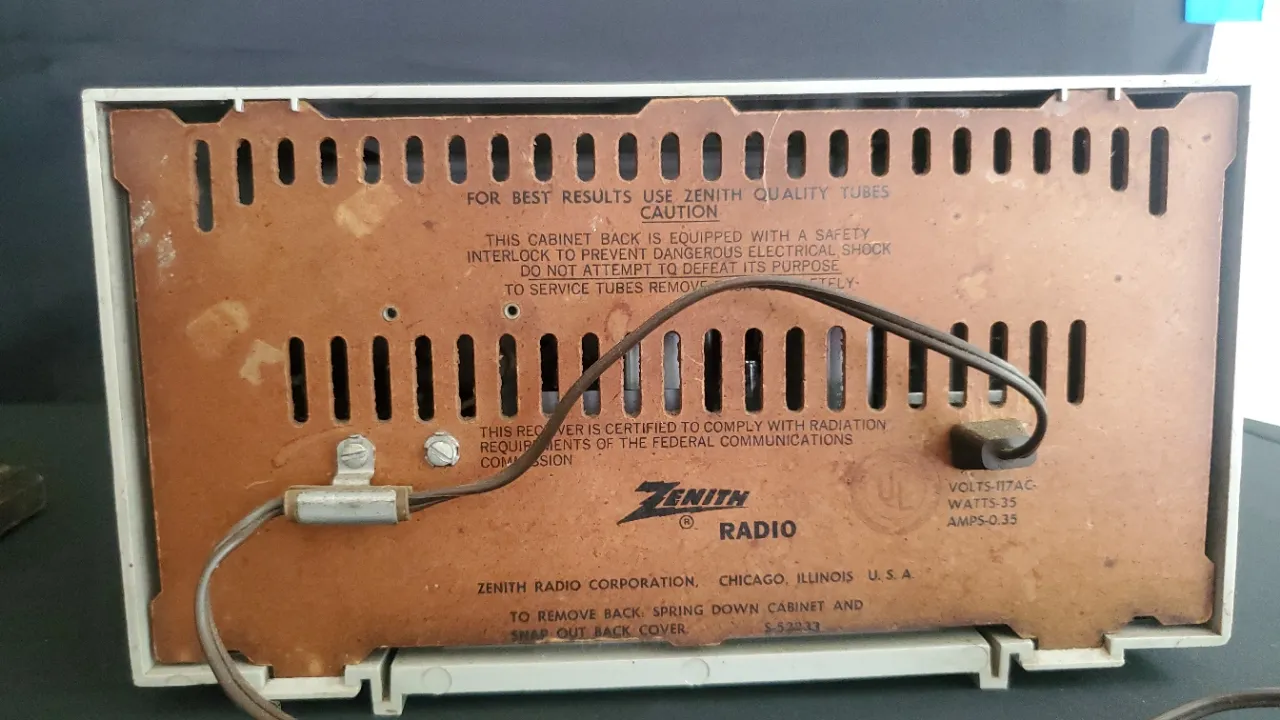 FOR BEST RESULTS USE ZENITH QUALITY TUBES
CAUTION
THIS CABINET BACK IS EQUIPPED WITH A SAFETY
INTERLOCK TO PREVENT DANGEROUS ELECTRICAL SHOCK
DO NOT ATTEMPT TO DEFEAT ITS PURPOSE
TO SERVICE TUBES REMOVE
THIS RECEIVER IS CERTIFIED TO COMPLY WITH RADIATION
REQUIREMENTS OF THE FEDERAL COMMUNICATIONS
COMMISSION
UL
VOLTS-117AC-
WATTS-35
AMPS-0.35
ZENITH
®
RADIO
ZENITH RADIO CORPORATION, CHICAGO, ILLINOIS U. S. A.
TO REMOVE BACK: SPRING DOWN CABINET AND
SNAP OUT BACK COVER. S-53233